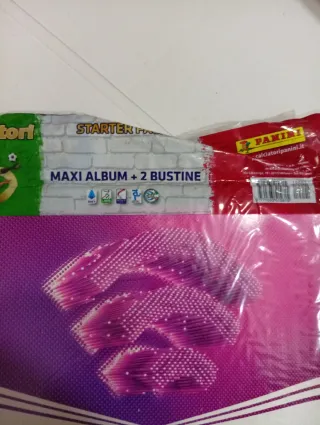 tori
STARTER PA
PANINI
calciatoripanini.it
MAXI ALBUM + 2 BUSTINE